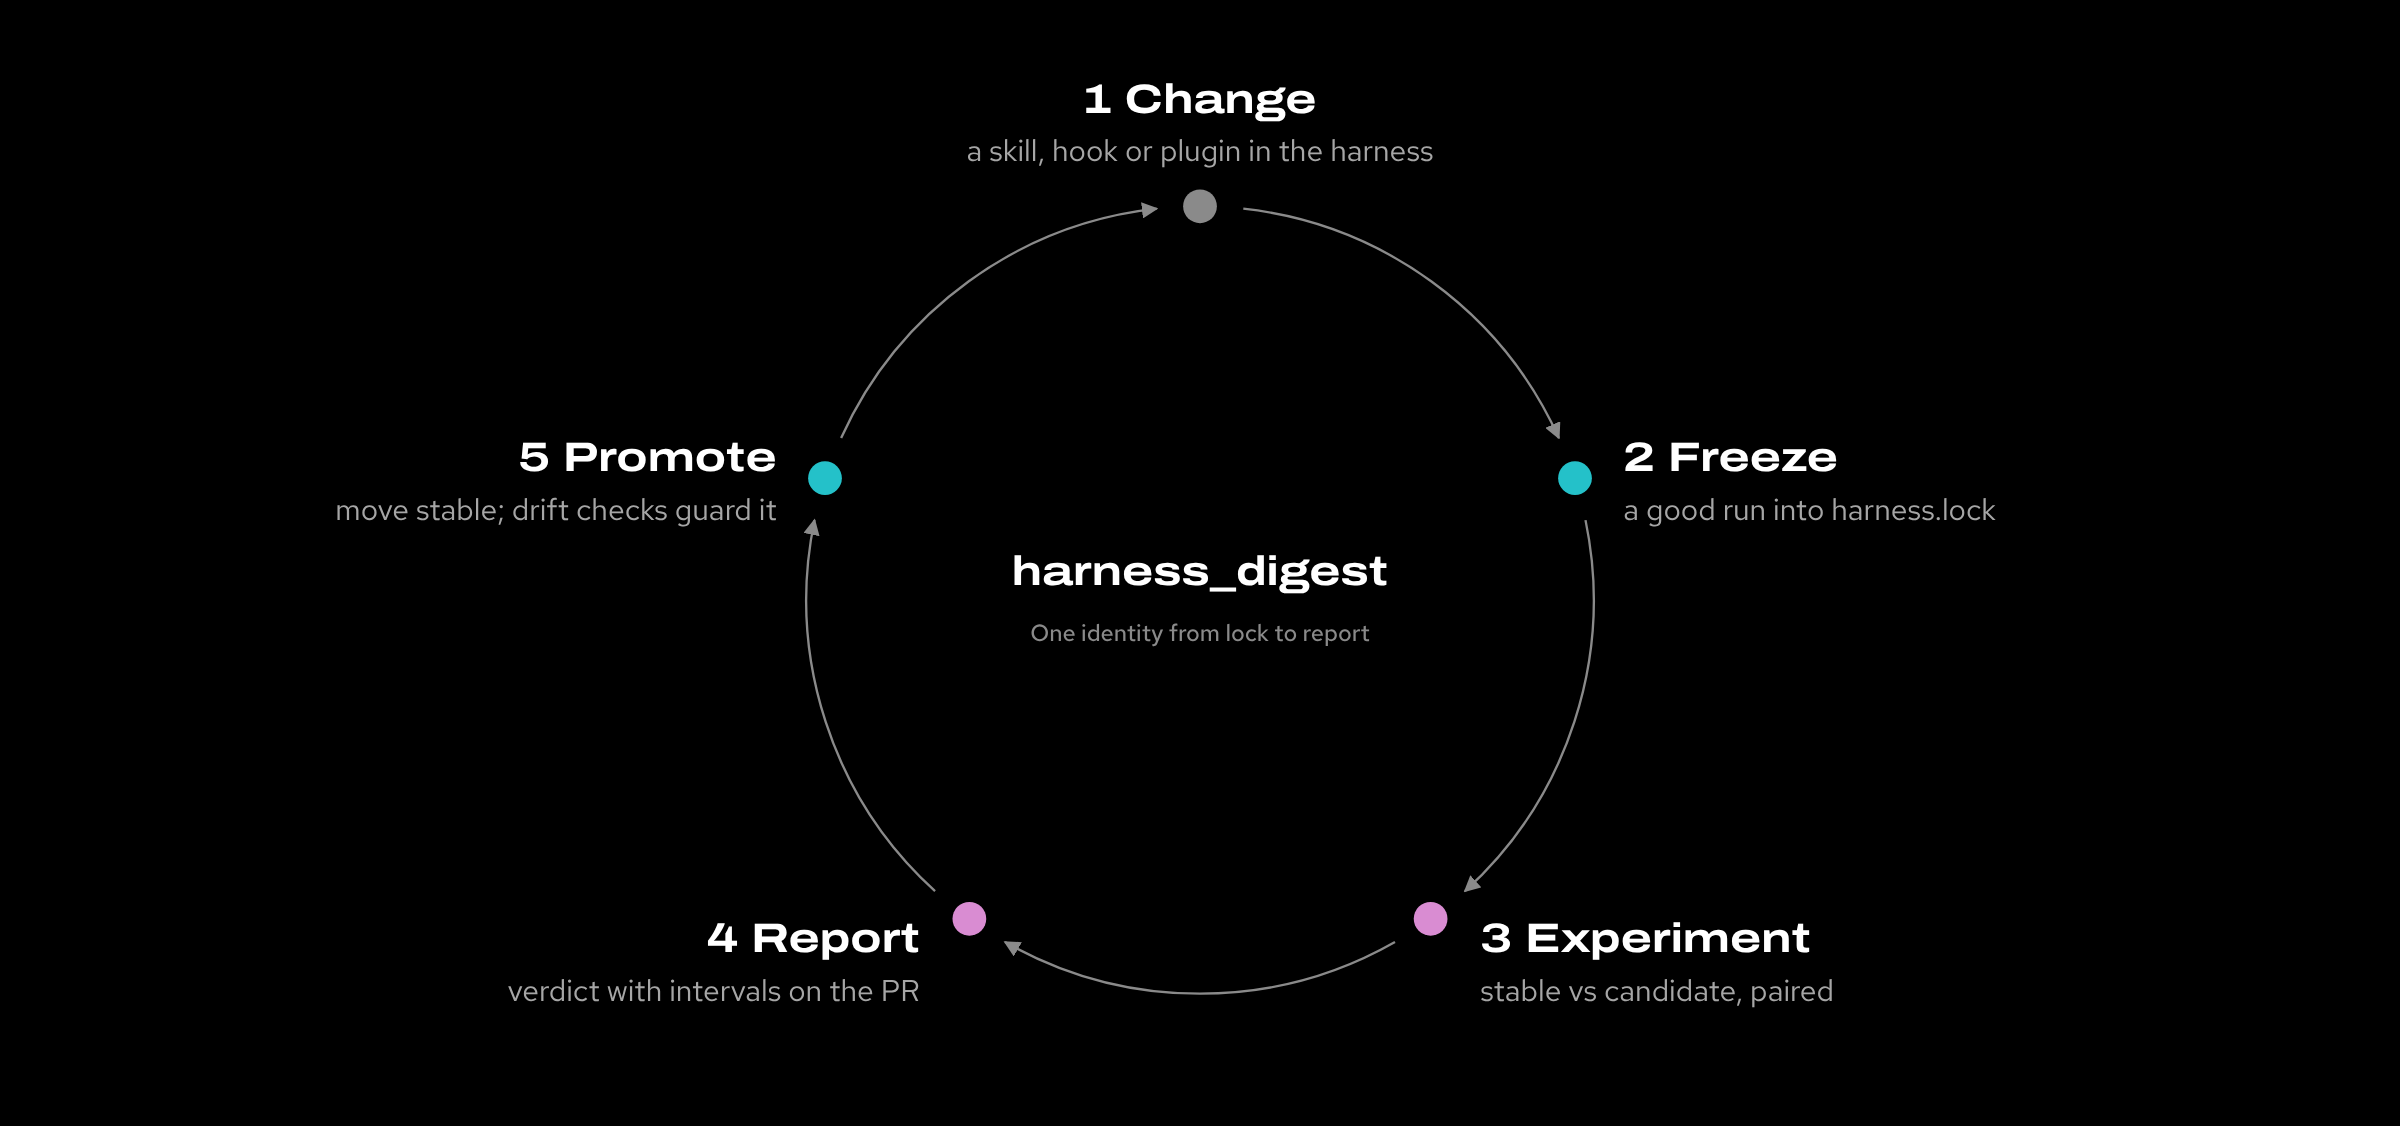 1 Change
a skill, hook or plugin in the harness
2 Freeze
a good run into harness.lock
3 Experiment
stable vs candidate, paired
4 Report
verdict with intervals on the PR
5 Promote
move stable; drift checks guard it
harness_digest
One identity from lock to report